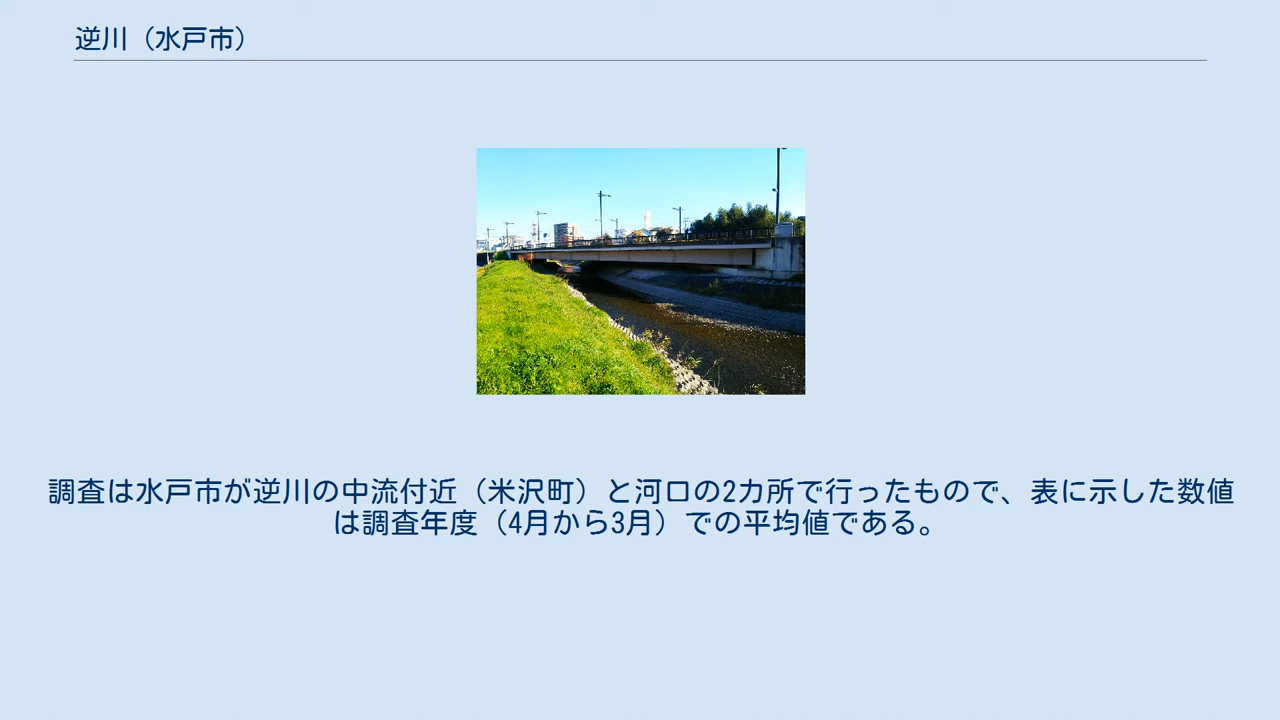 逆川（水戸市）
調査は水戸市が逆川の中流付近（米沢町）と河口の2カ所で行ったもので、表に示した数値
は調査年度（4月から3月）での平均値である。